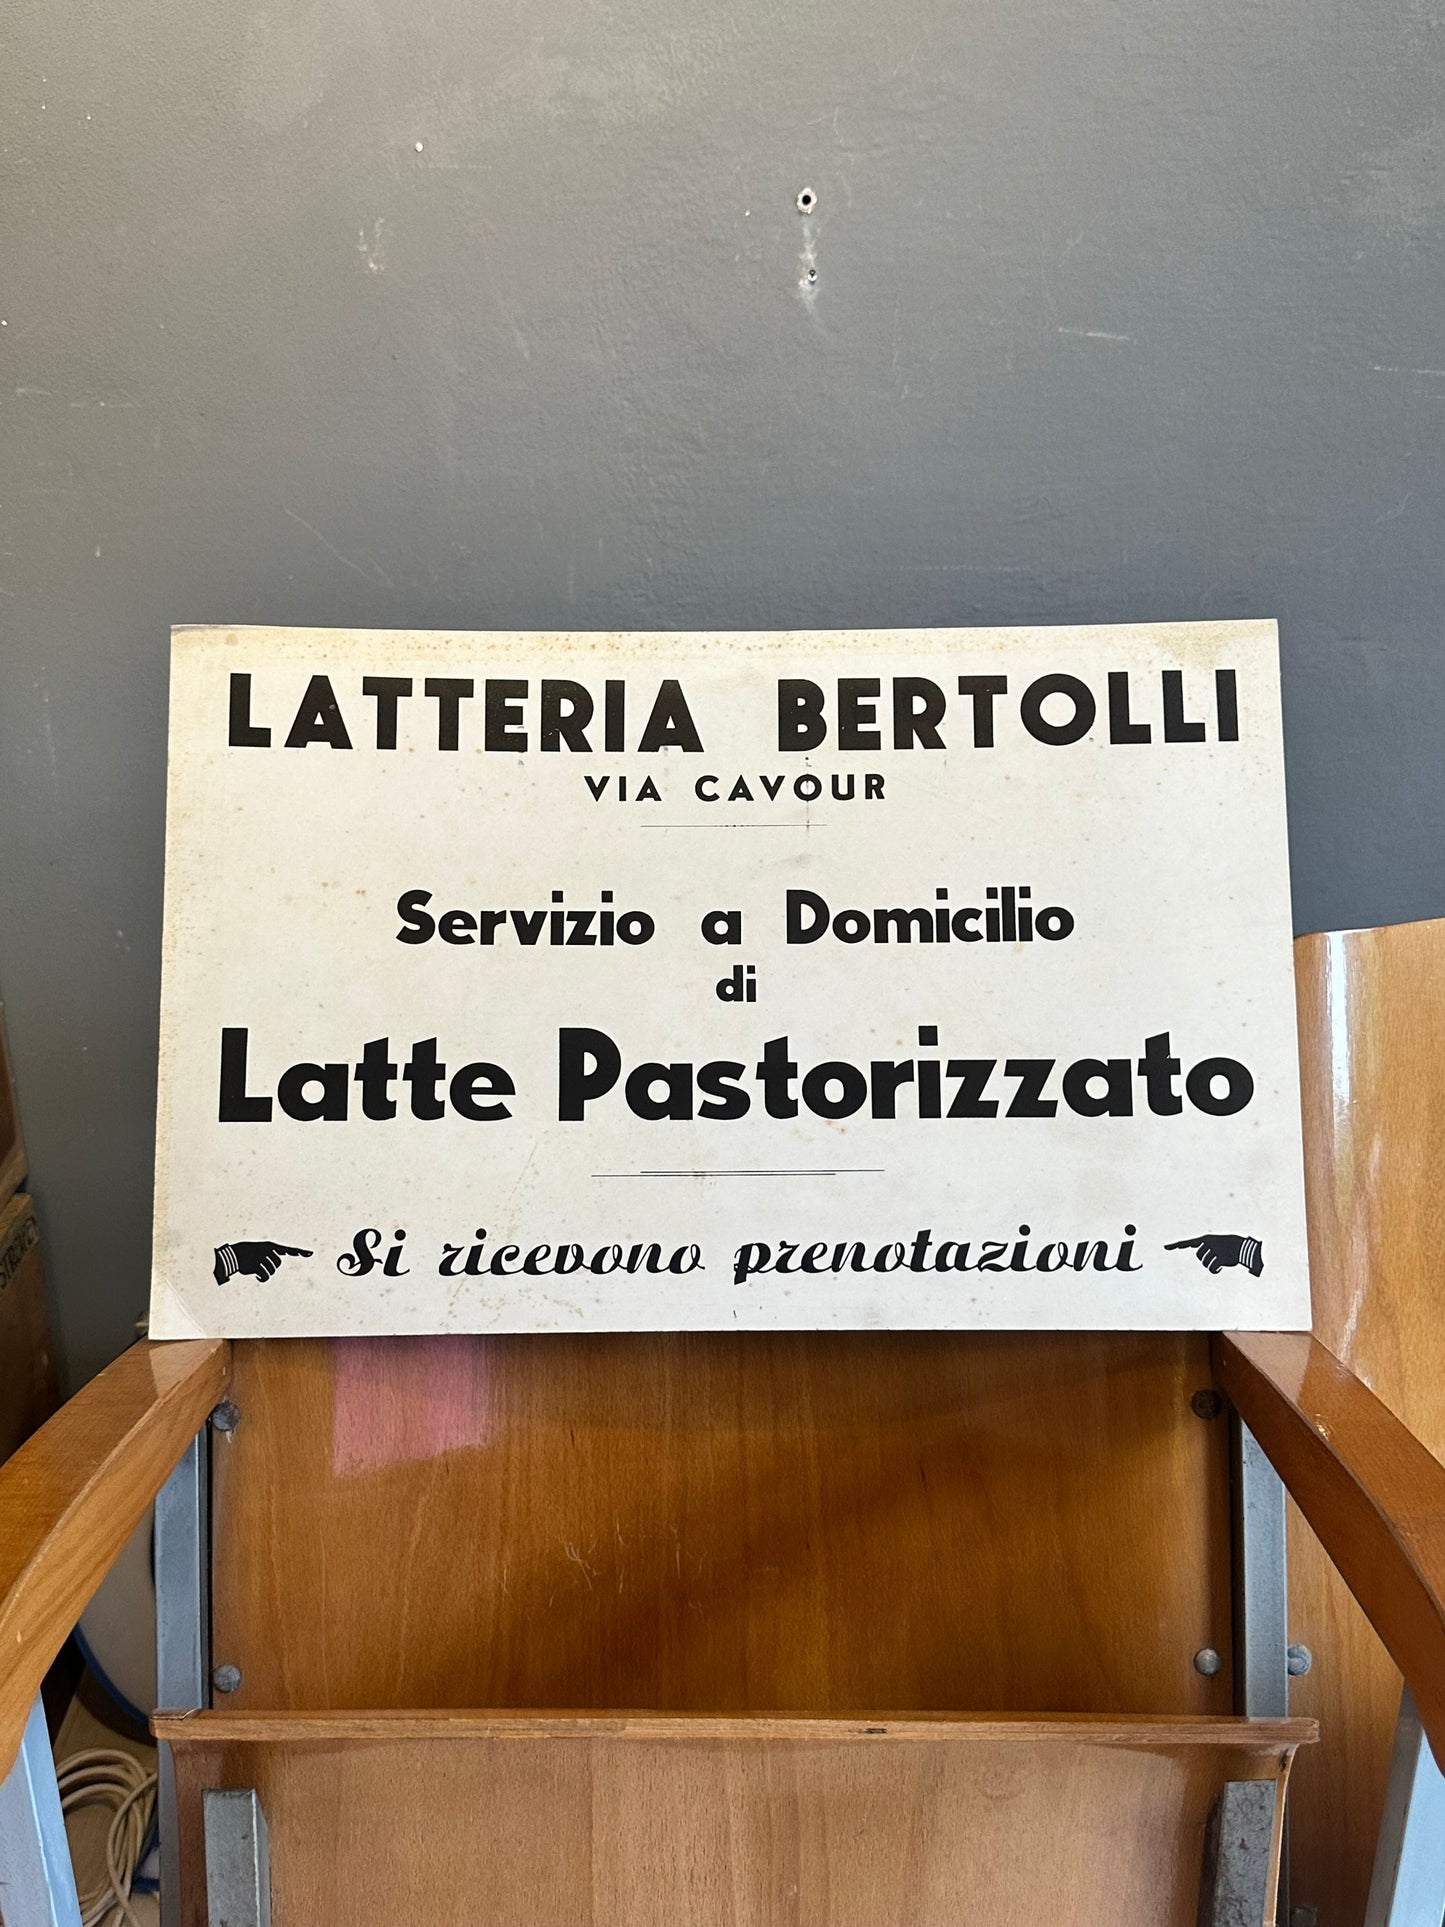 LATTERIA BERTOLLI
VIA CAVOUR
Servizio a Domicilio
di
Latte Pastorizzato
Si ricevono prenotazioni